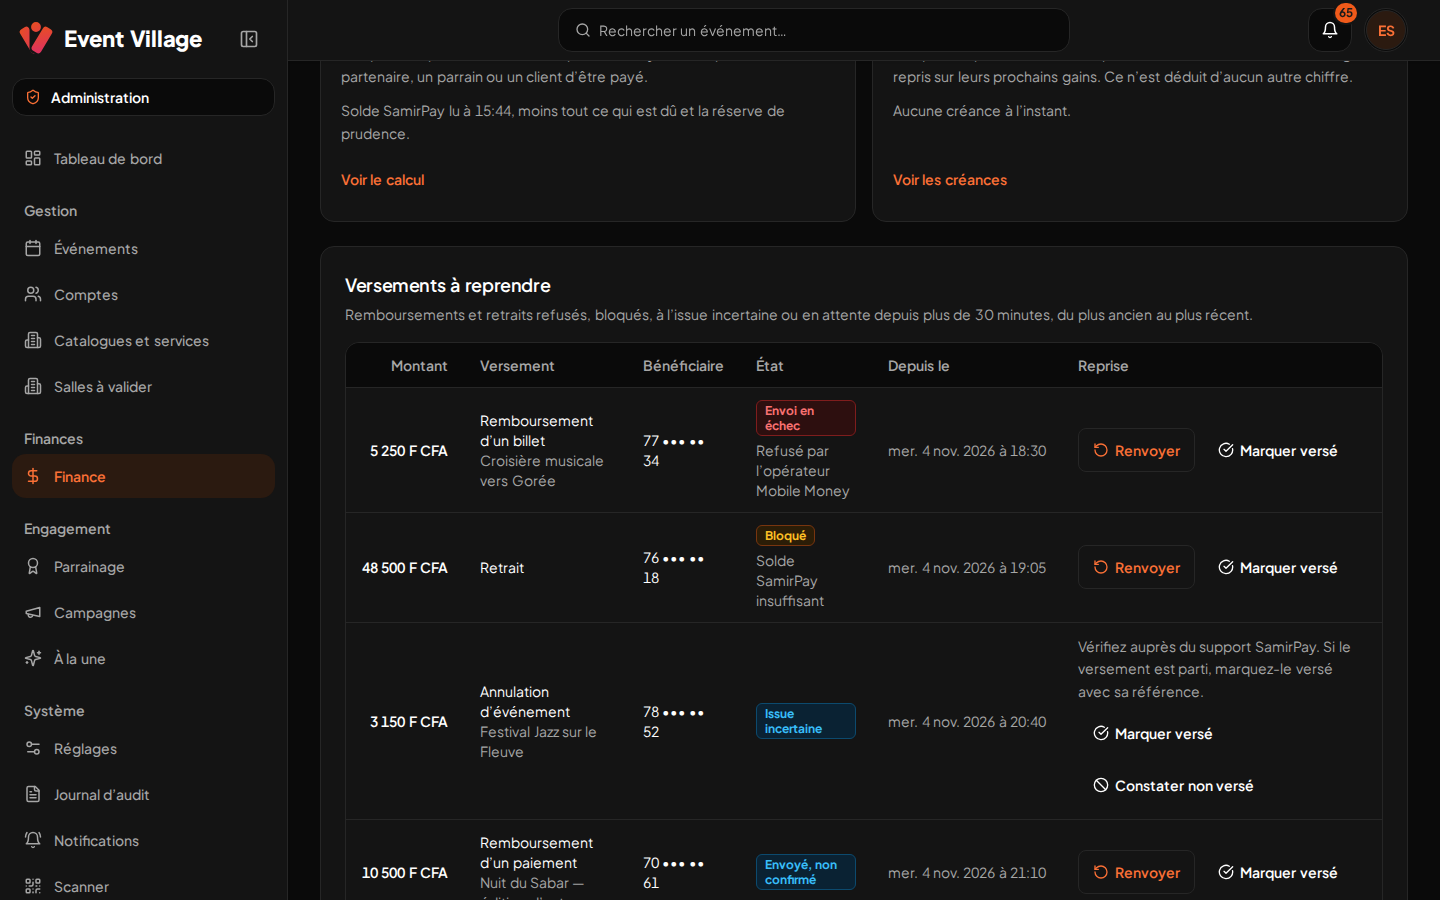 Event Village
Rechercher un événement...
65
ES
Administration
Tableau de bord
Gestion
Événements
Comptes
Catalogues et services
Salles à valider
Finances
Finance
Engagement
Parrainage
Campagnes
À la une
Système
Réglages
Journal d'audit
Notifications
Scanner
partenaire, un parrain ou un client d'être payé.
Solde SamirPay lu à 15:44, moins tout ce qui est dû et la réserve de
prudence.
Voir le calcul
repris sur leurs prochains gains. Ce n'est déduit d'aucun autre chiffre.
Aucune créance à l'instant.
Voir les créances
Versements à reprendre
Remboursements et retraits refusés, bloqués, à l'issue incertaine ou en attente depuis plus de 30 minutes, du plus ancien au plus récent.
Montant Versement Bénéficiaire État Depuis le Reprise
5 250 F CFA
Remboursement
d'un billet
Croisière musicale
vers Gorée
77 ••• ••
34
Envoi en
échec
Refusé par
l'opérateur
Mobile Money
mer. 4 nov. 2026 à 18:30
Renvoyer
Marquer versé
48 500 F CFA
Retrait
76 ••• ••
18
Bloqué
Solde
SamirPay
insuffisant
mer. 4 nov. 2026 à 19:05
Renvoyer
Marquer versé
3 150 F CFA
Annulation
d'événement
Festival Jazz sur le
Fleuve
78 ••• ••
52
Issue
incertaine
mer. 4 nov. 2026 à 20:40
Vérifiez auprès du support SamirPay. Si le
versement est parti, marquez-le versé
avec sa référence.
Marquer versé
Constater non versé
10 500 F CFA
Remboursement
d'un paiement
Nuit du Sabar —
70 ••• ••
61
Envoyé, non
confirmé
mer. 4 nov. 2026 à 21:10
Renvoyer
Marquer versé